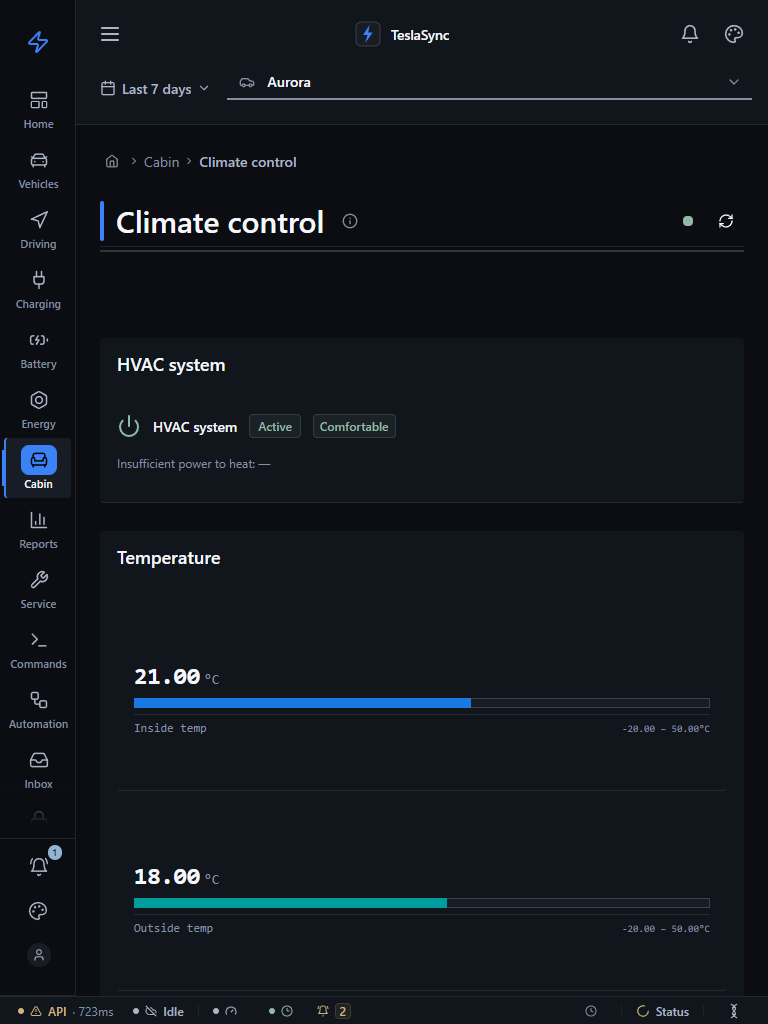 TeslaSync
Last 7 days
Aurora
Home
Vehicles
Driving
Charging
Battery
Energy
Cabin
Reports
Service
Commands
Automation
Inbox
1
Cabin
Climate control
Climate control
HVAC system
HVAC system
Active
Comfortable
Insufficient power to heat: —
Temperature
21.00 °C
Inside temp
-20.00 – 50.00°C
18.00 °C
Outside temp
-20.00 – 50.00°C
API · 723ms
Idle
2
Status